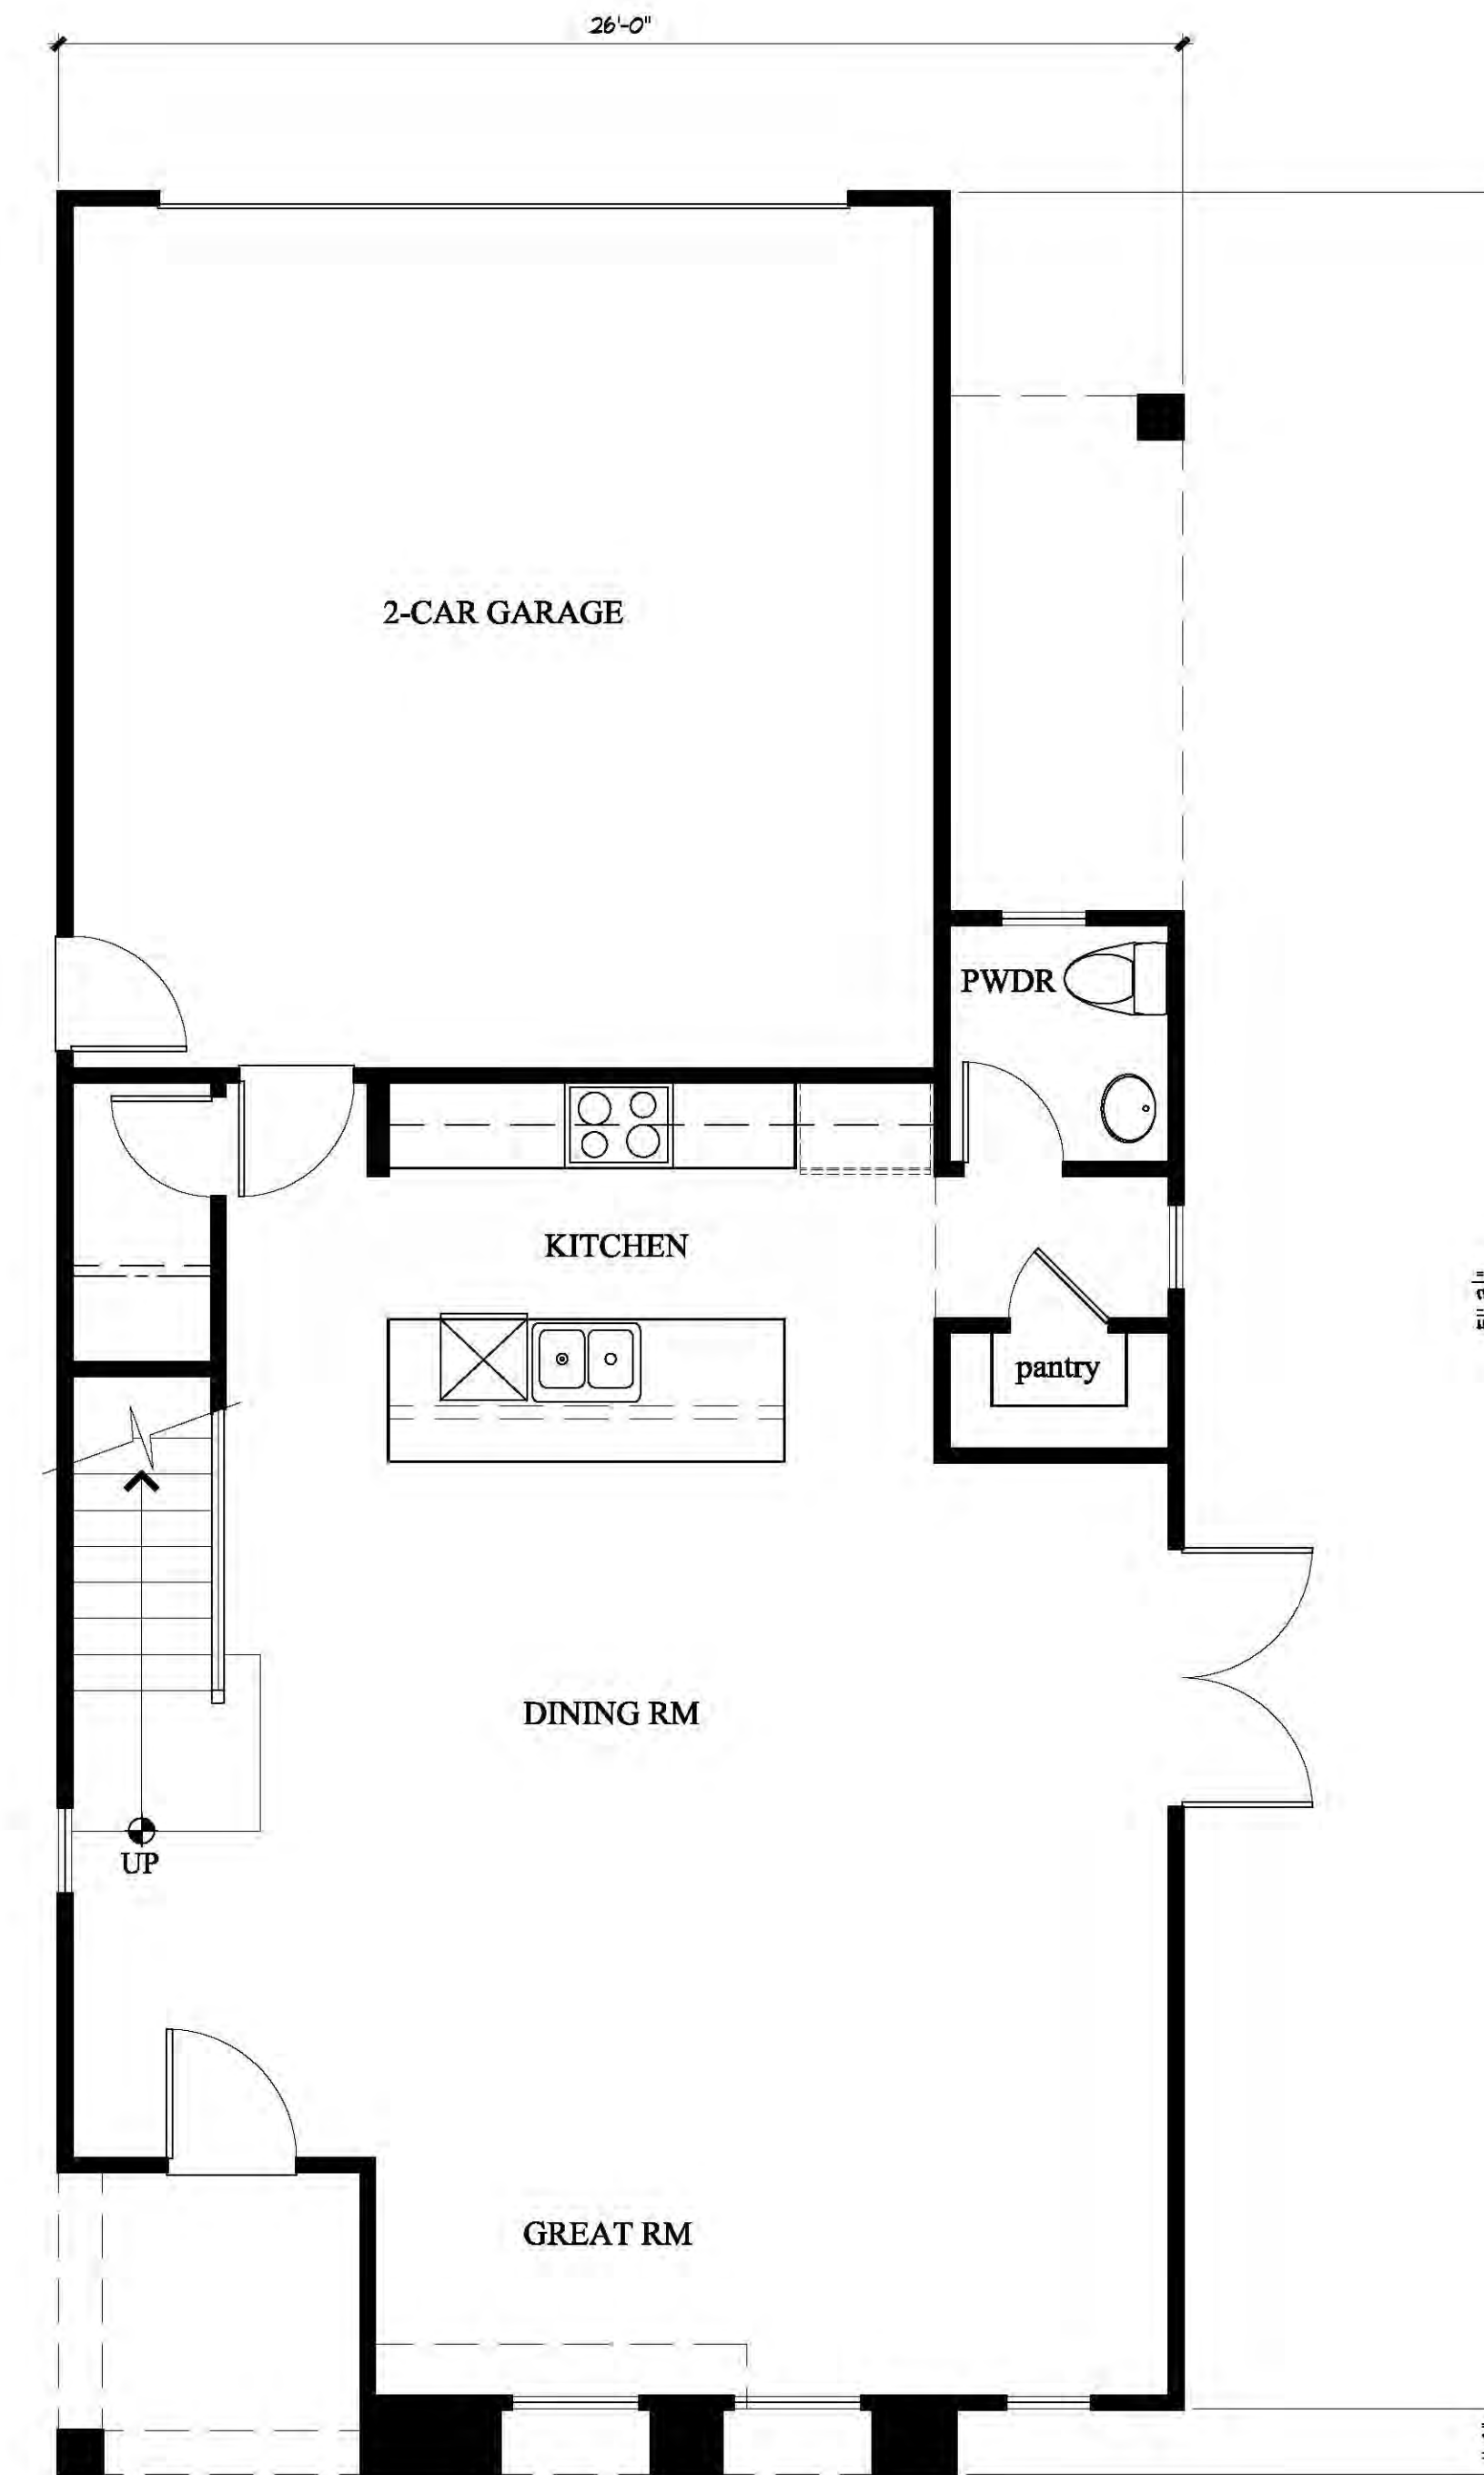 26'-0"
2-CAR GARAGE
PWDR
KITCHEN
pantry
DINING RM
UP
GREAT RM